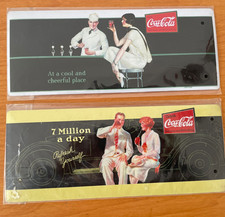 Coca-Cola
At a cool and
cheerful place
7 Million
a day
Coca-Cola
Refresh
Yourself